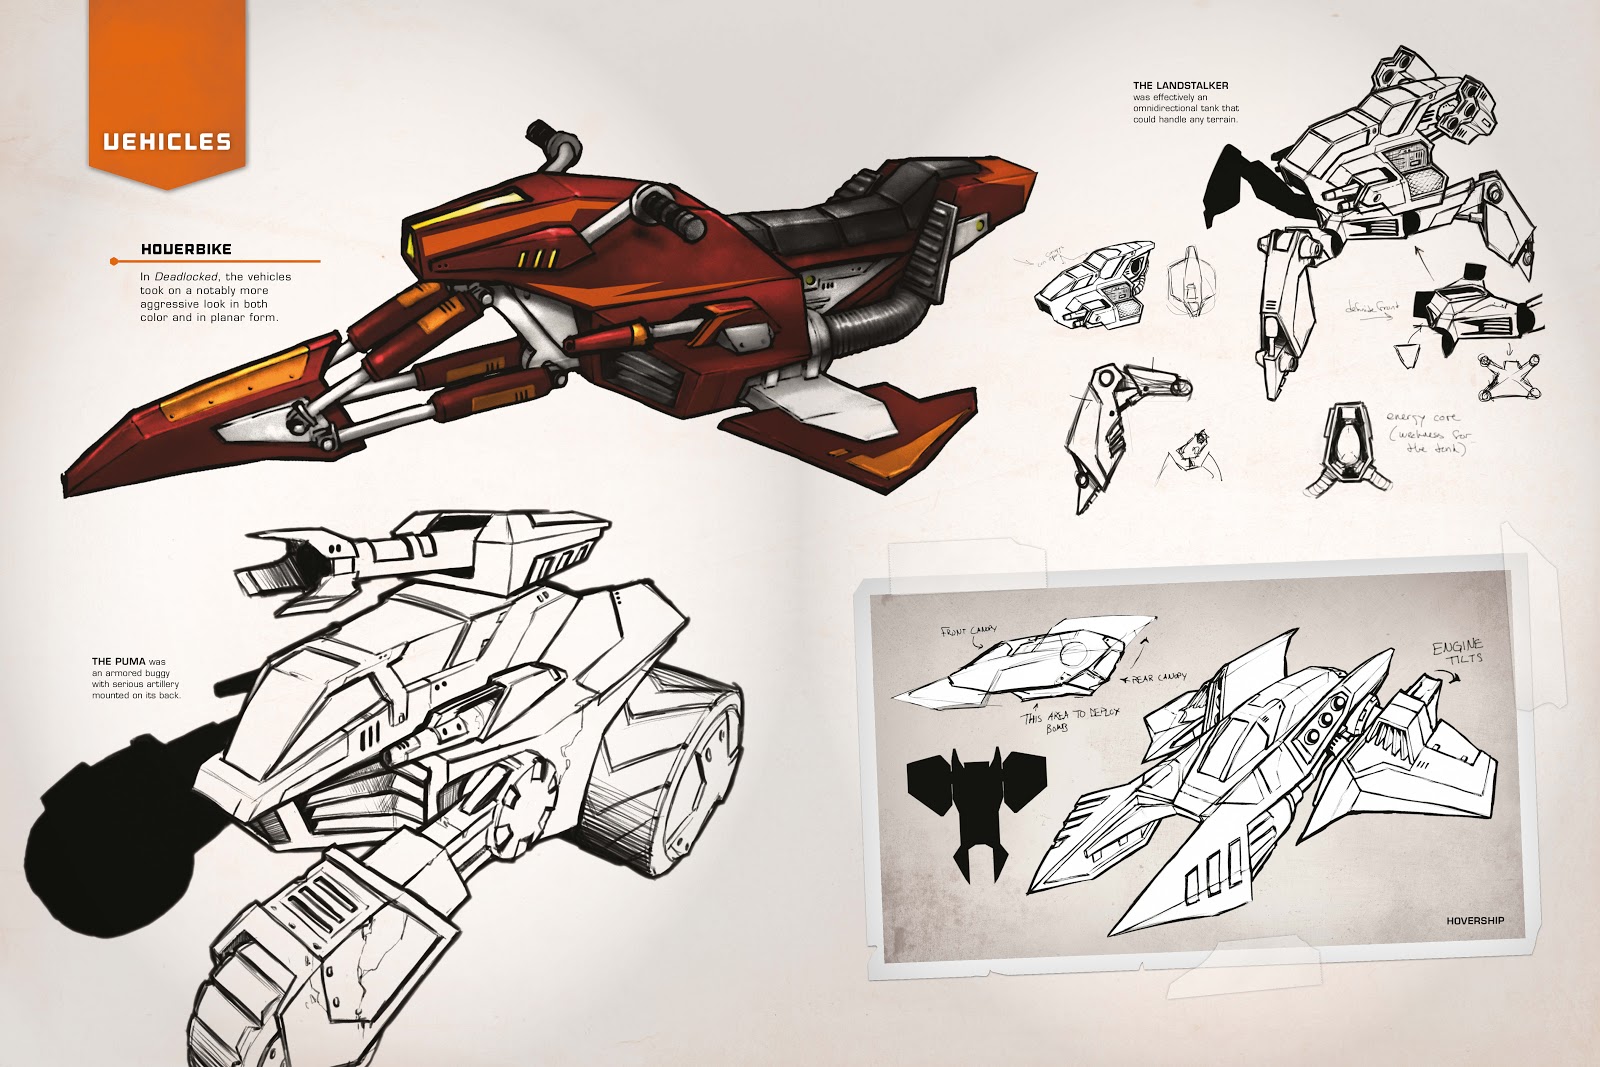 VEHICLES
HOVERBIKE
In Deadlocked, the vehicles
took on a notably more
aggressive look in both
color and in planar form.
THE LANDSTALKER
was effectively an
omnidirectional tank that
could handle any terrain.
energy core
(weakness for
the tank)
THE PUMA was
an armored buggy
with serious artillery
mounted on its back.
FRONT CANOPY
REAR CANOPY
THIS AREA TO DEPLOY
BOMB
ENGINE
TILTS
HOVERSHIP